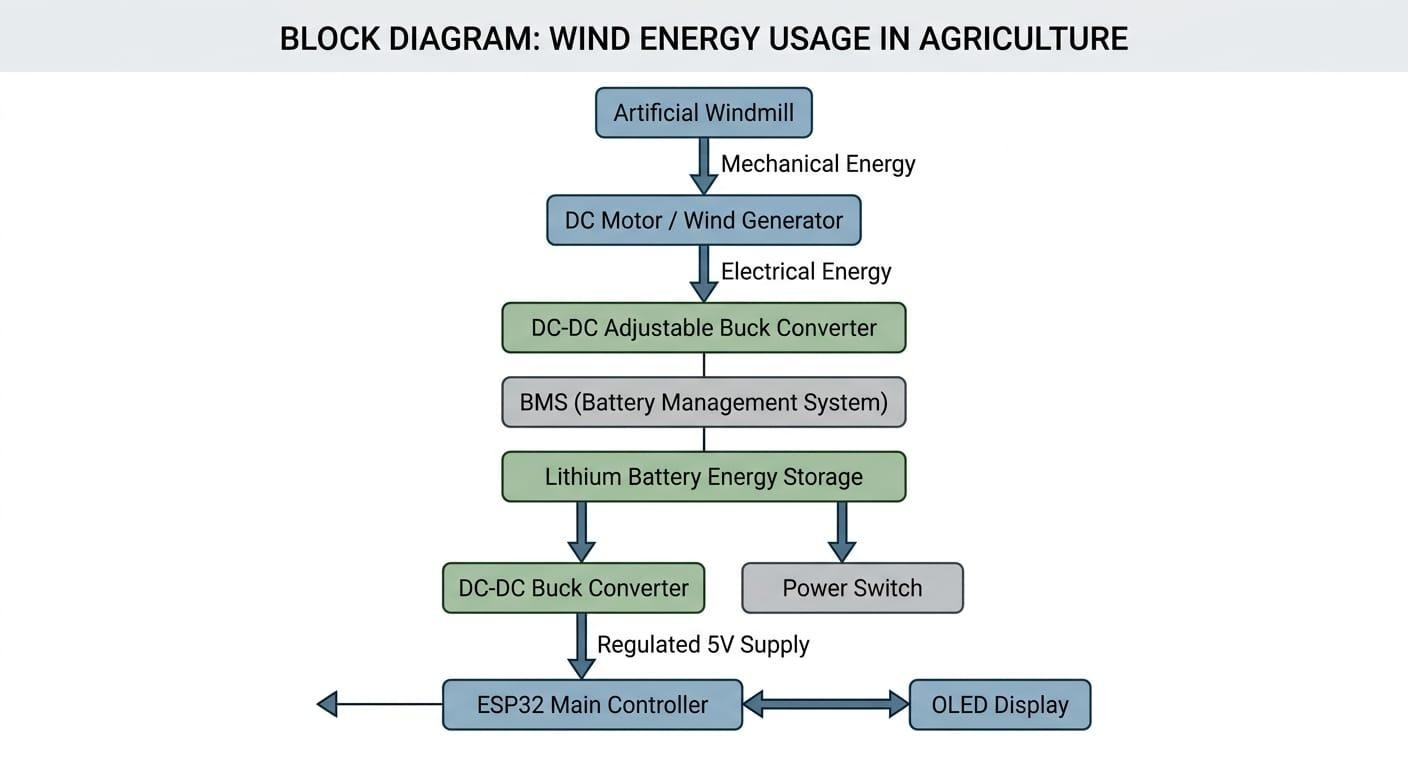 BLOCK DIAGRAM: WIND ENERGY USAGE IN AGRICULTURE
Artificial Windmill
Mechanical Energy
DC Motor / Wind Generator
Electrical Energy
DC-DC Adjustable Buck Converter
BMS (Battery Management System)
Lithium Battery Energy Storage
DC-DC Buck Converter
Power Switch
Regulated 5V Supply
ESP32 Main Controller
OLED Display